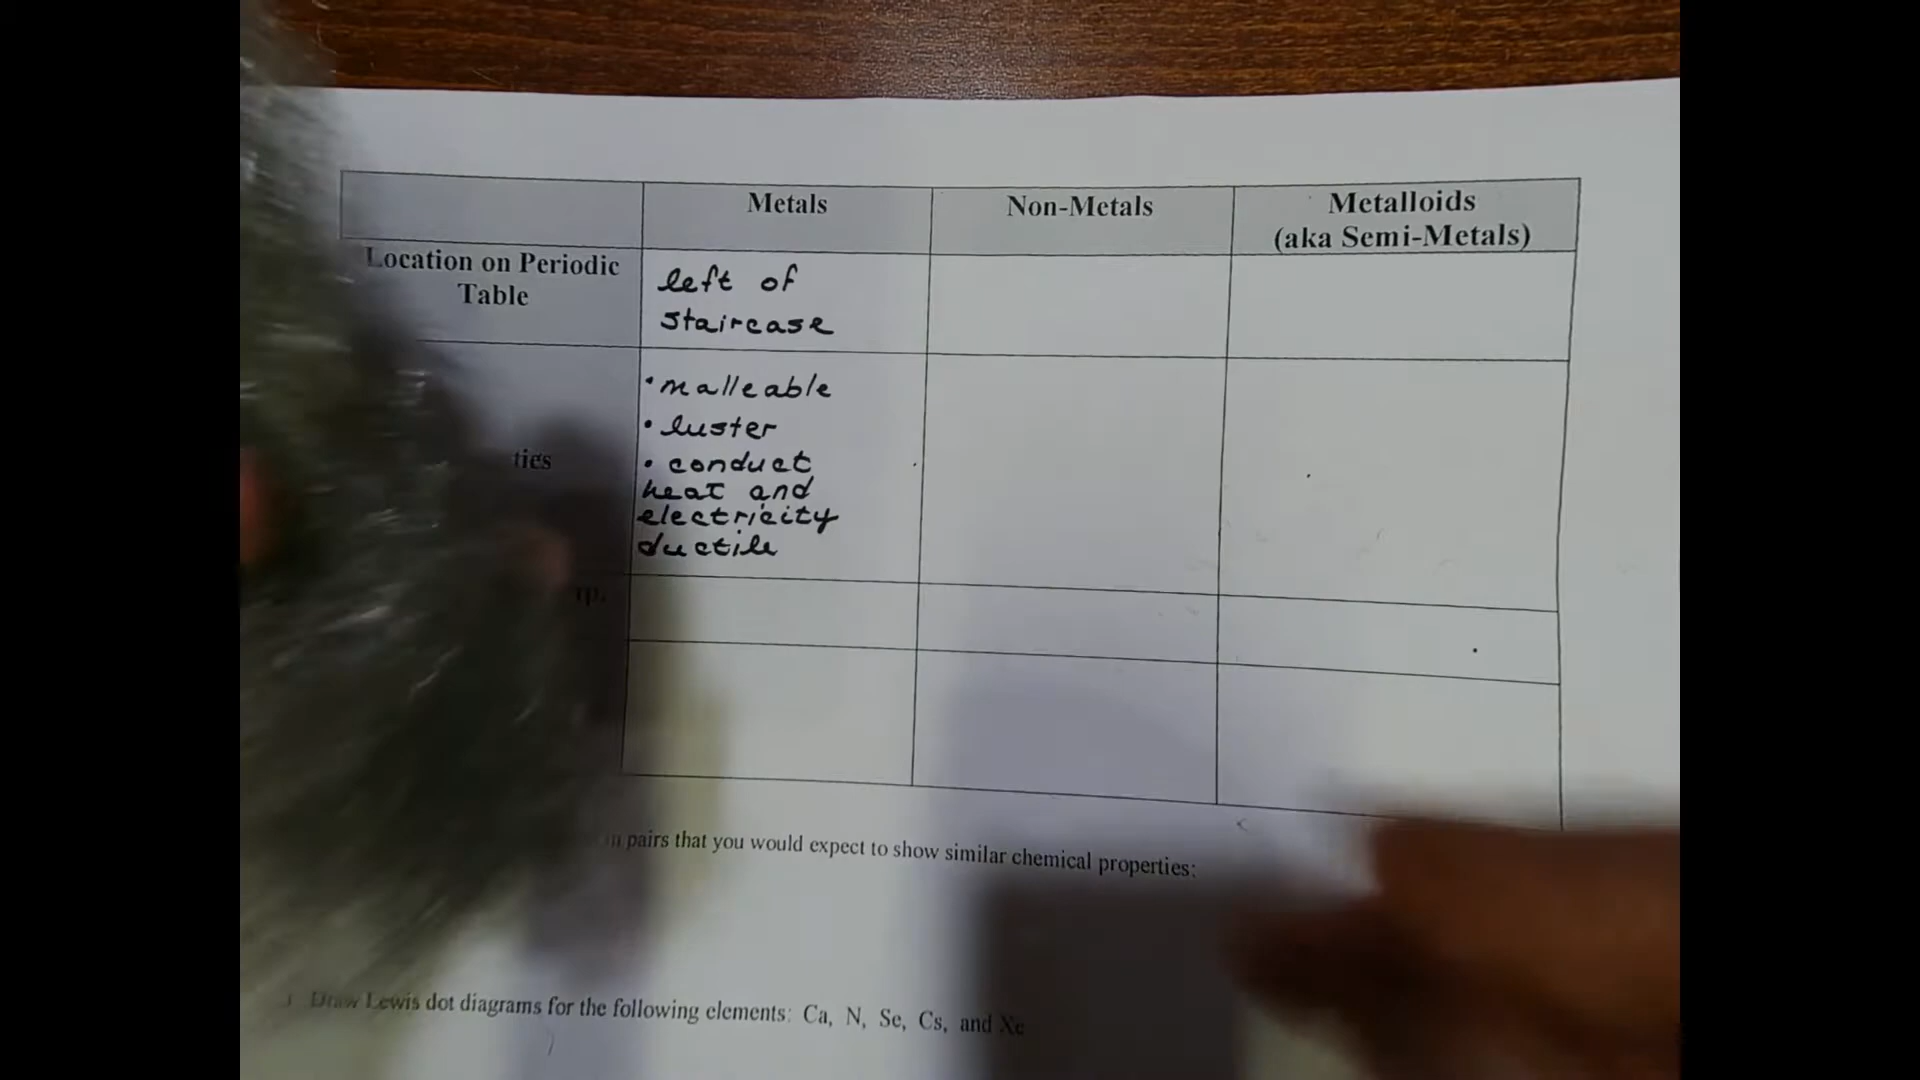 Metals
Non-Metals
Metalloids
(aka Semi-Metals)
Location on Periodic
Table
left of
staircase
• malleable
• luster
• conduct
heat and
electricity
ductile
pairs that you would expect to show similar chemical properties:
Draw Lewis dot diagrams for the following elements: Ca, N, Se, Cs, and Xe